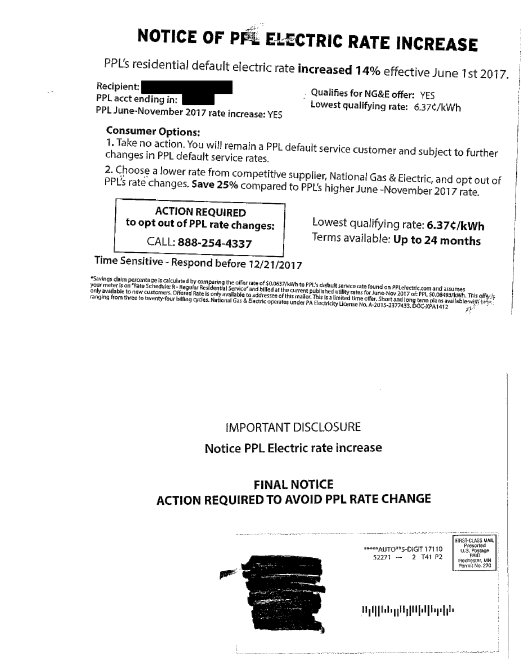 NOTICE OF PPL ELECTRIC RATE INCREASE
PPL's residential default electric rate increased 14% effective June 1st 2017.
Recipient:
PPL acct ending in:
PPL June-November 2017 rate increase: YES
Qualifies for NG&E offer: YES
Lowest qualifying rate: 6.37¢/kWh
Consumer Options:
1. Take no action. You will remain a PPL default service customer and subject to further
changes in PPL default service rates.
2. Choose a lower rate from competitive supplier, National Gas & Electric, and opt out of
PPL's rate changes. Save 25% compared to PPL's higher June -November 2017 rate.
ACTION REQUIRED
to opt out of PPL rate changes:
CALL: 888-254-4337
Lowest qualifying rate: 6.37¢/kWh
Terms available: Up to 24 months
Time Sensitive - Respond before 12/21/2017
*Savings claim percentage is calculated by comparing the offer rate of $0.0637/kWh to PPL's default service rate found on PPLelectric.com and assumes
your meter is on "Rate Schedule: R - Regular Residential Service" and billed at the current published utility rates for June-Nov 2017 of: PPL $0.08493/kWh. This offer is
only available to new customers. Offered Rate is only available to addressee of this mailer. This is a limited time offer. Short and long term plans available with
ranging from three to twenty-four billing cycles. National Gas & Electric operates under PA Electricity License No. A-2015-2377433. DOC-XPA1412
IMPORTANT DISCLOSURE
Notice PPL Electric rate increase
FINAL NOTICE
ACTION REQUIRED TO AVOID PPL RATE CHANGE
*****AUTO**5-DIGIT 17110
52271 — 2 T41 P2
FIRST-CLASS MAIL
Presorted
U.S. Postage
PAID
Rochester, MN
Permit No. 270